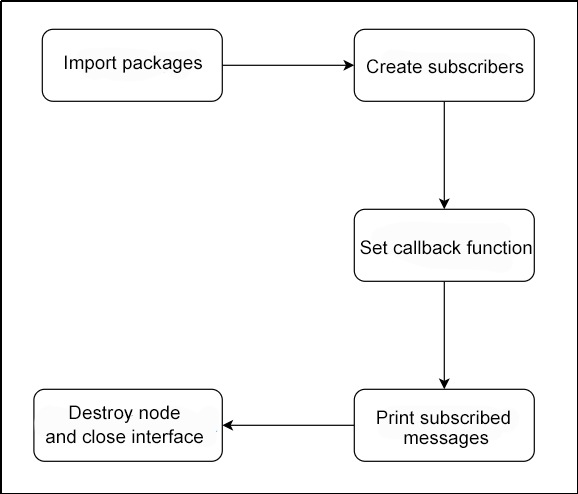 Import packages
Create subscribers
Set callback function
Print subscribed
messages
Destroy node
and close interface